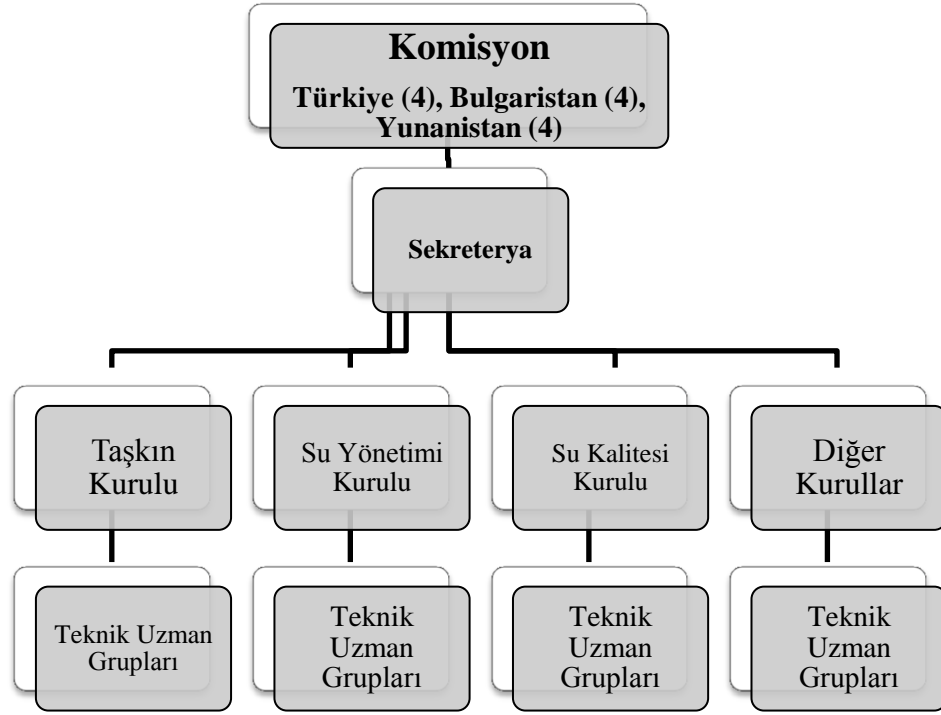 Komisyon
Türkiye (4), Bulgaristan (4),
Yunanistan (4)
Sekreterya
Taşkın
Kurulu
Su Yönetimi
Kurulu
Su Kalitesi
Kurulu
Diğer
Kurullar
Teknik Uzman
Grupları
Teknik
Uzman
Grupları
Teknik
Uzman
Grupları
Teknik
Uzman
Grupları